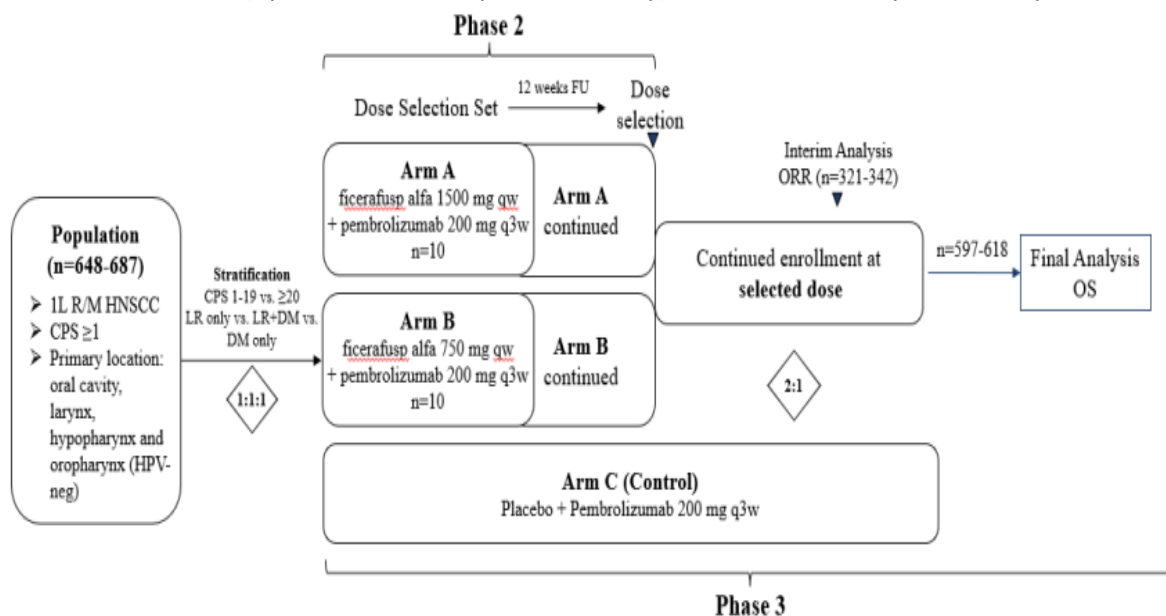 Phase 2
Dose Selection Set
12 weeks FU
Dose
selection
Arm A
ficerafusp alfa 1500 mg qw
+ pembrolizumab 200 mg q3w
n=10
Arm A
continued
Interim Analysis
ORR (n=321-342)
Population
(n=648-687)
➢ 1L R/M HNSCC
➢ CPS ≥1
➢ Primary location:
oral cavity,
larynx,
hypopharynx and
oropharynx (HPV-
neg)
Stratification
CPS 1-19 vs. ≥20
LR only vs. LR+DM vs.
DM only
1:1:1
Arm B
ficerafusp alfa 750 mg qw
+ pembrolizumab 200 mg q3w
n=10
Arm B
continued
Continued enrollment at
selected dose
2:1
n=597-618
Final Analysis
OS
Arm C (Control)
Placebo + Pembrolizumab 200 mg q3w
Phase 3